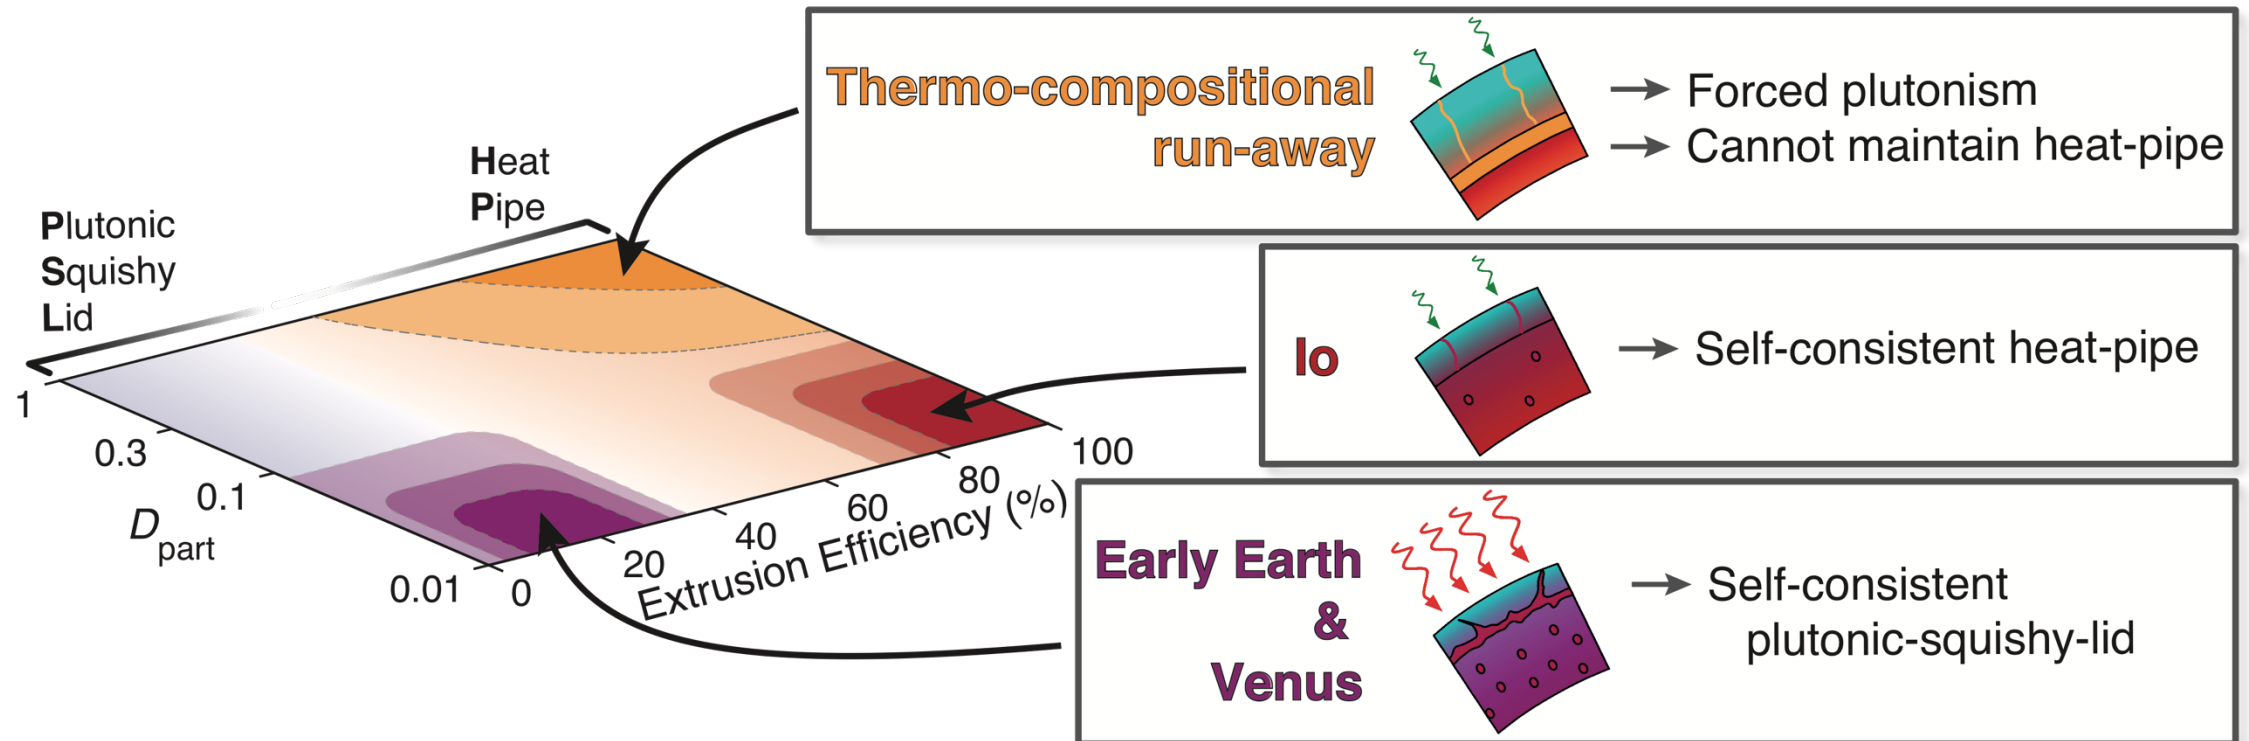 Heat
Pipe
Plutonic
Squishy
Lid
1
0.3
0.1
0.01
D part
0
20
40
60
80
100
Extrusion Efficiency (%)
Thermo-compositional
run-away
Forced plutonism
Cannot maintain heat-pipe
Io
Self-consistent heat-pipe
Early Earth
&
Venus
Self-consistent
plutonic-squishy-lid